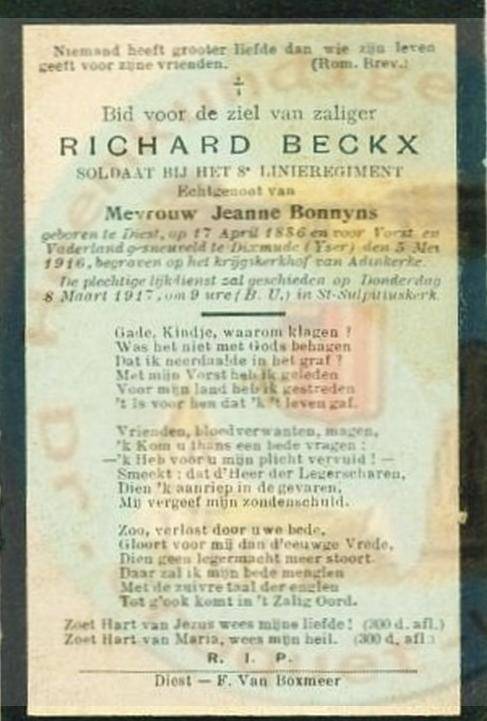 Niemand heeft grooter liefde dan wie zijn leven
geeft voor zijne vrienden. (Rom. Brev.)
Bid voor de ziel van zaliger
RICHARD BECKX
SOLDAAT BIJ HET 8e LINIEREGIMENT
Echtgenoot van
Mevrouw Jeanne Bonnyns
geboren te Diest, op 17 April 1886 en voor Vorst en
Vaderland gesneuveld te Dixmude (Yser) den 5 Mei
1916, begraven op het krijgskerkhof van Adinkerke.
De plechtige lijkdienst zal geschieden op Donderdag
8 Maart 1917, om 9 ure (B. U.) in St-Sulpitiuskerk.
Gade, Kindje, waarom klagen ?
Was het niet met Gods behagen
Dat ik neerdaalde in het graf ?
Met mijn Vorst heb ik geleden
Voor mijn land heb ik gestreden
't is voor hen dat 'k 't leven gaf.
Vrienden, bloedverwanten, magen,
'k Kom u thans een bede vragen :
—'k Heb voor u mijn plicht vervuld ! —
Smeekt : dat d'Heer der Legerscharen,
Dien 'k aanriep in de gevaren,
Mij vergeef mijn zondenschuld.
Zoo, verlost door uwe bede,
Gloort voor mij dan d'eeuwge Vrede,
Dien geen legermacht meer stoort.
Daar zal ik mijn bede menglen
Met de zuivre taal der englen
Tot g'ook komt in 't Zalig Oord.
Zoet Hart van Jezus wees mijne liefde ! (300 d. afl.)
Zoet Hart van Maria, wees mijn heil. (300 d. afl.)
R. I. P.
Diest — F. Van Boxmeer